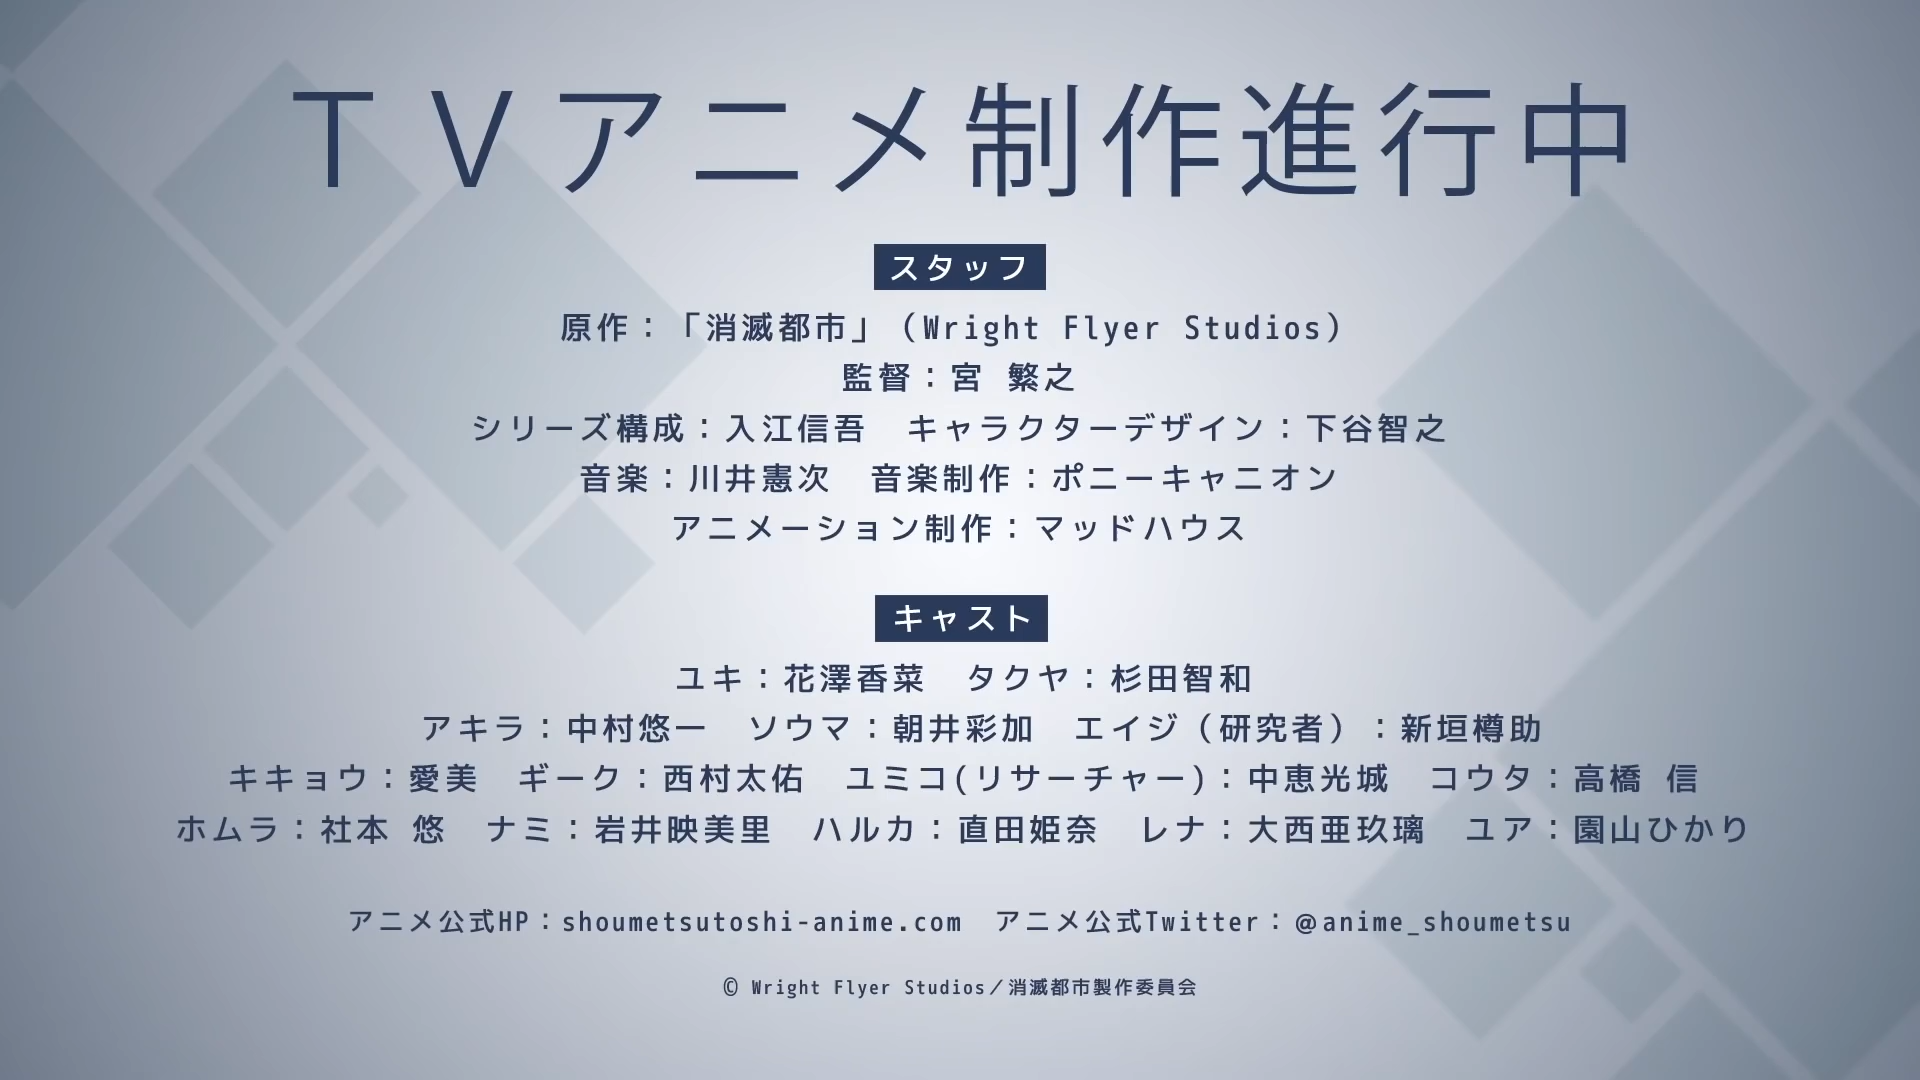 TVアニメ制作進行中
スタッフ
原作：「消滅都市」（Wright Flyer Studios）
監督：宮 繁之
シリーズ構成：入江信吾　キャラクターデザイン：下谷智之
音楽：川井憲次　音楽制作：ポニーキャニオン
アニメーション制作：マッドハウス
キャスト
ユキ：花澤香菜　タクヤ：杉田智和
アキラ：中村悠一　ソウマ：朝井彩加　エイジ（研究者）：新垣樽助
キキョウ：愛美　ギーク：西村太佑　ユミコ(リサーチャー)：中恵光城　コウタ：高橋 信
ホムラ：社本 悠　ナミ：岩井映美里　ハルカ：直田姫奈　レナ：大西亜玖璃　ユア：園山ひかり
アニメ公式HP：shoumetsutoshi-anime.com　アニメ公式Twitter：@anime_shoumetsu
© Wright Flyer Studios／消滅都市製作委員会